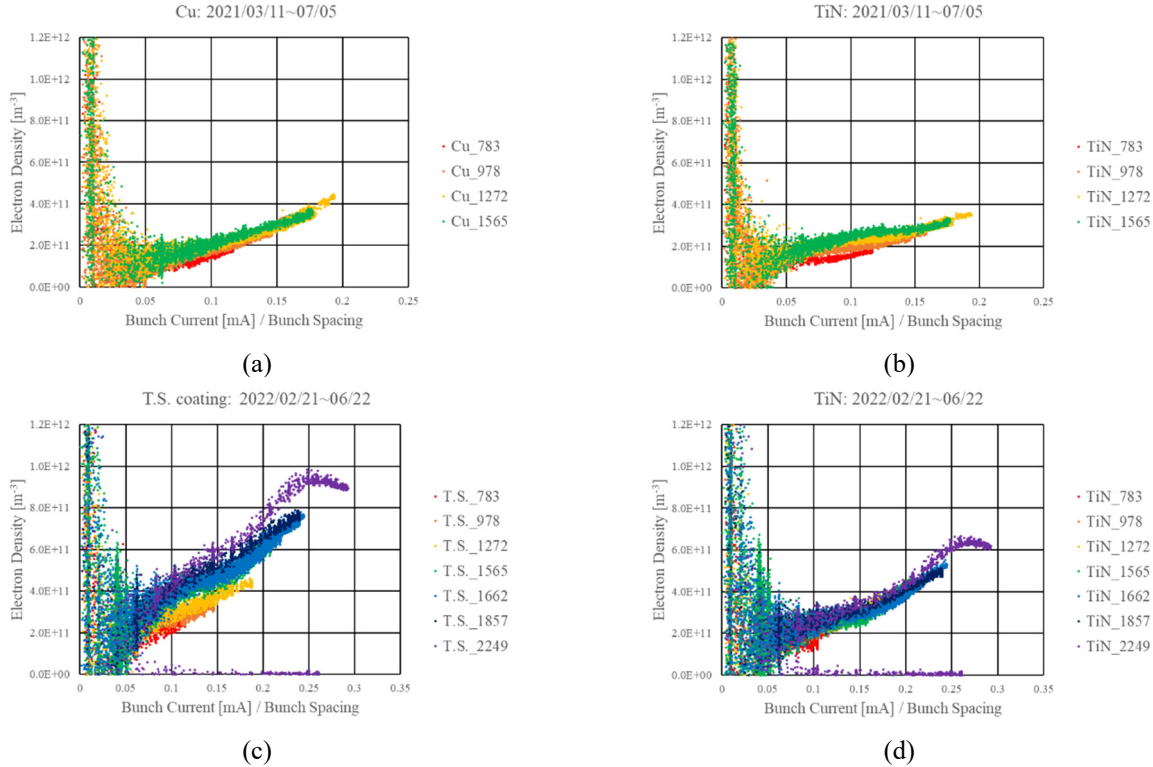 Cu: 2021/03/11~07/05
Electron Density [m-3]
1.2E+12
1.0E+12
8.0E+11
6.0E+11
4.0E+11
2.0E+11
0.0E+00
0 0.05 0.1 0.15 0.2 0.25
Bunch Current [mA] / Bunch Spacing
Cu_783
Cu_978
Cu_1272
Cu_1565
(a)
TiN: 2021/03/11~07/05
Electron Density [m-3]
1.2E+12
1.0E+12
8.0E+11
6.0E+11
4.0E+11
2.0E+11
0.0E+00
0 0.05 0.1 0.15 0.2 0.25
Bunch Current [mA] / Bunch Spacing
TiN_783
TiN_978
TiN_1272
TiN_1565
(b)
T.S. coating: 2022/02/21~06/22
Electron Density [m-3]
1.2E+12
1.0E+12
8.0E+11
6.0E+11
4.0E+11
2.0E+11
0.0E+00
0 0.05 0.1 0.15 0.2 0.25 0.3 0.35
Bunch Current [mA] / Bunch Spacing
T.S._783
T.S._978
T.S._1272
T.S._1565
T.S._1662
T.S._1857
T.S._2249
(c)
TiN: 2022/02/21~06/22
Electron Density [m-3]
1.2E+12
1.0E+12
8.0E+11
6.0E+11
4.0E+11
2.0E+11
0.0E+00
0 0.05 0.1 0.15 0.2 0.25 0.3 0.35
Bunch Current [mA] / Bunch Spacing
TiN_783
TiN_978
TiN_1272
TiN_1565
TiN_1662
TiN_1857
TiN_2249
(d)